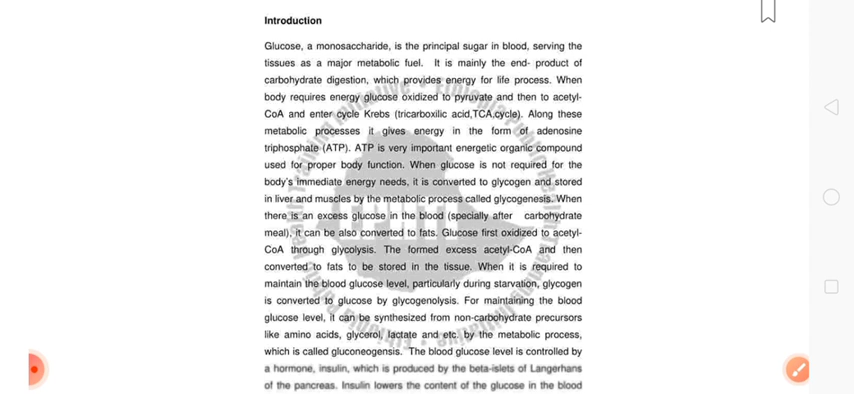 Introduction
Glucose, a monosaccharide, is the principal sugar in blood, serving the
tissues as a major metabolic fuel. It is mainly the end- product of
carbohydrate digestion, which provides energy for life process. When
body requires energy glucose oxidized to pyruvate and then to acetyl-
CoA and enter cycle Krebs (tricarboxilic acid,TCA,cycle). Along these
metabolic processes it gives energy in the form of adenosine
triphosphate (ATP). ATP is very important energetic organic compound
used for proper body function. When glucose is not required for the
body's immediate energy needs, it is converted to glycogen and stored
in liver and muscles by the metabolic process called glycogenesis. When
there is an excess glucose in the blood (specially after carbohydrate
meal), it can be also converted to fats. Glucose first oxidized to acetyl-
CoA through glycolysis. The formed excess acetyl-CoA and then
converted to fats to be stored in the tissue. When it is required to
maintain the blood glucose level, particularly during starvation, glycogen
is converted to glucose by glycogenolysis. For maintaining the blood
glucose level, it can be synthesized from non-carbohydrate precursors
like amino acids, glycerol, lactate and etc. by the metabolic process,
which is called gluconeogensis. The blood glucose level is controlled by
a hormone, insulin, which is produced by the beta-islets of Langerhans
of the pancreas. Insulin lowers the content of the glucose in the blood